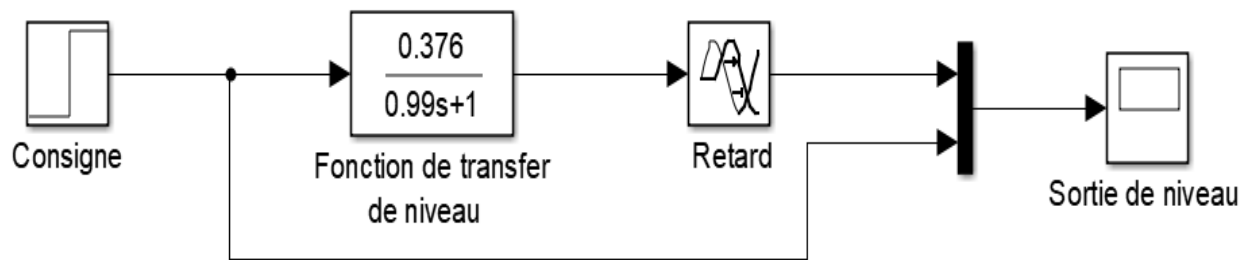 0.376
0.99s+1
Consigne
Fonction de transfer
de niveau
Retard
Sortie de niveau